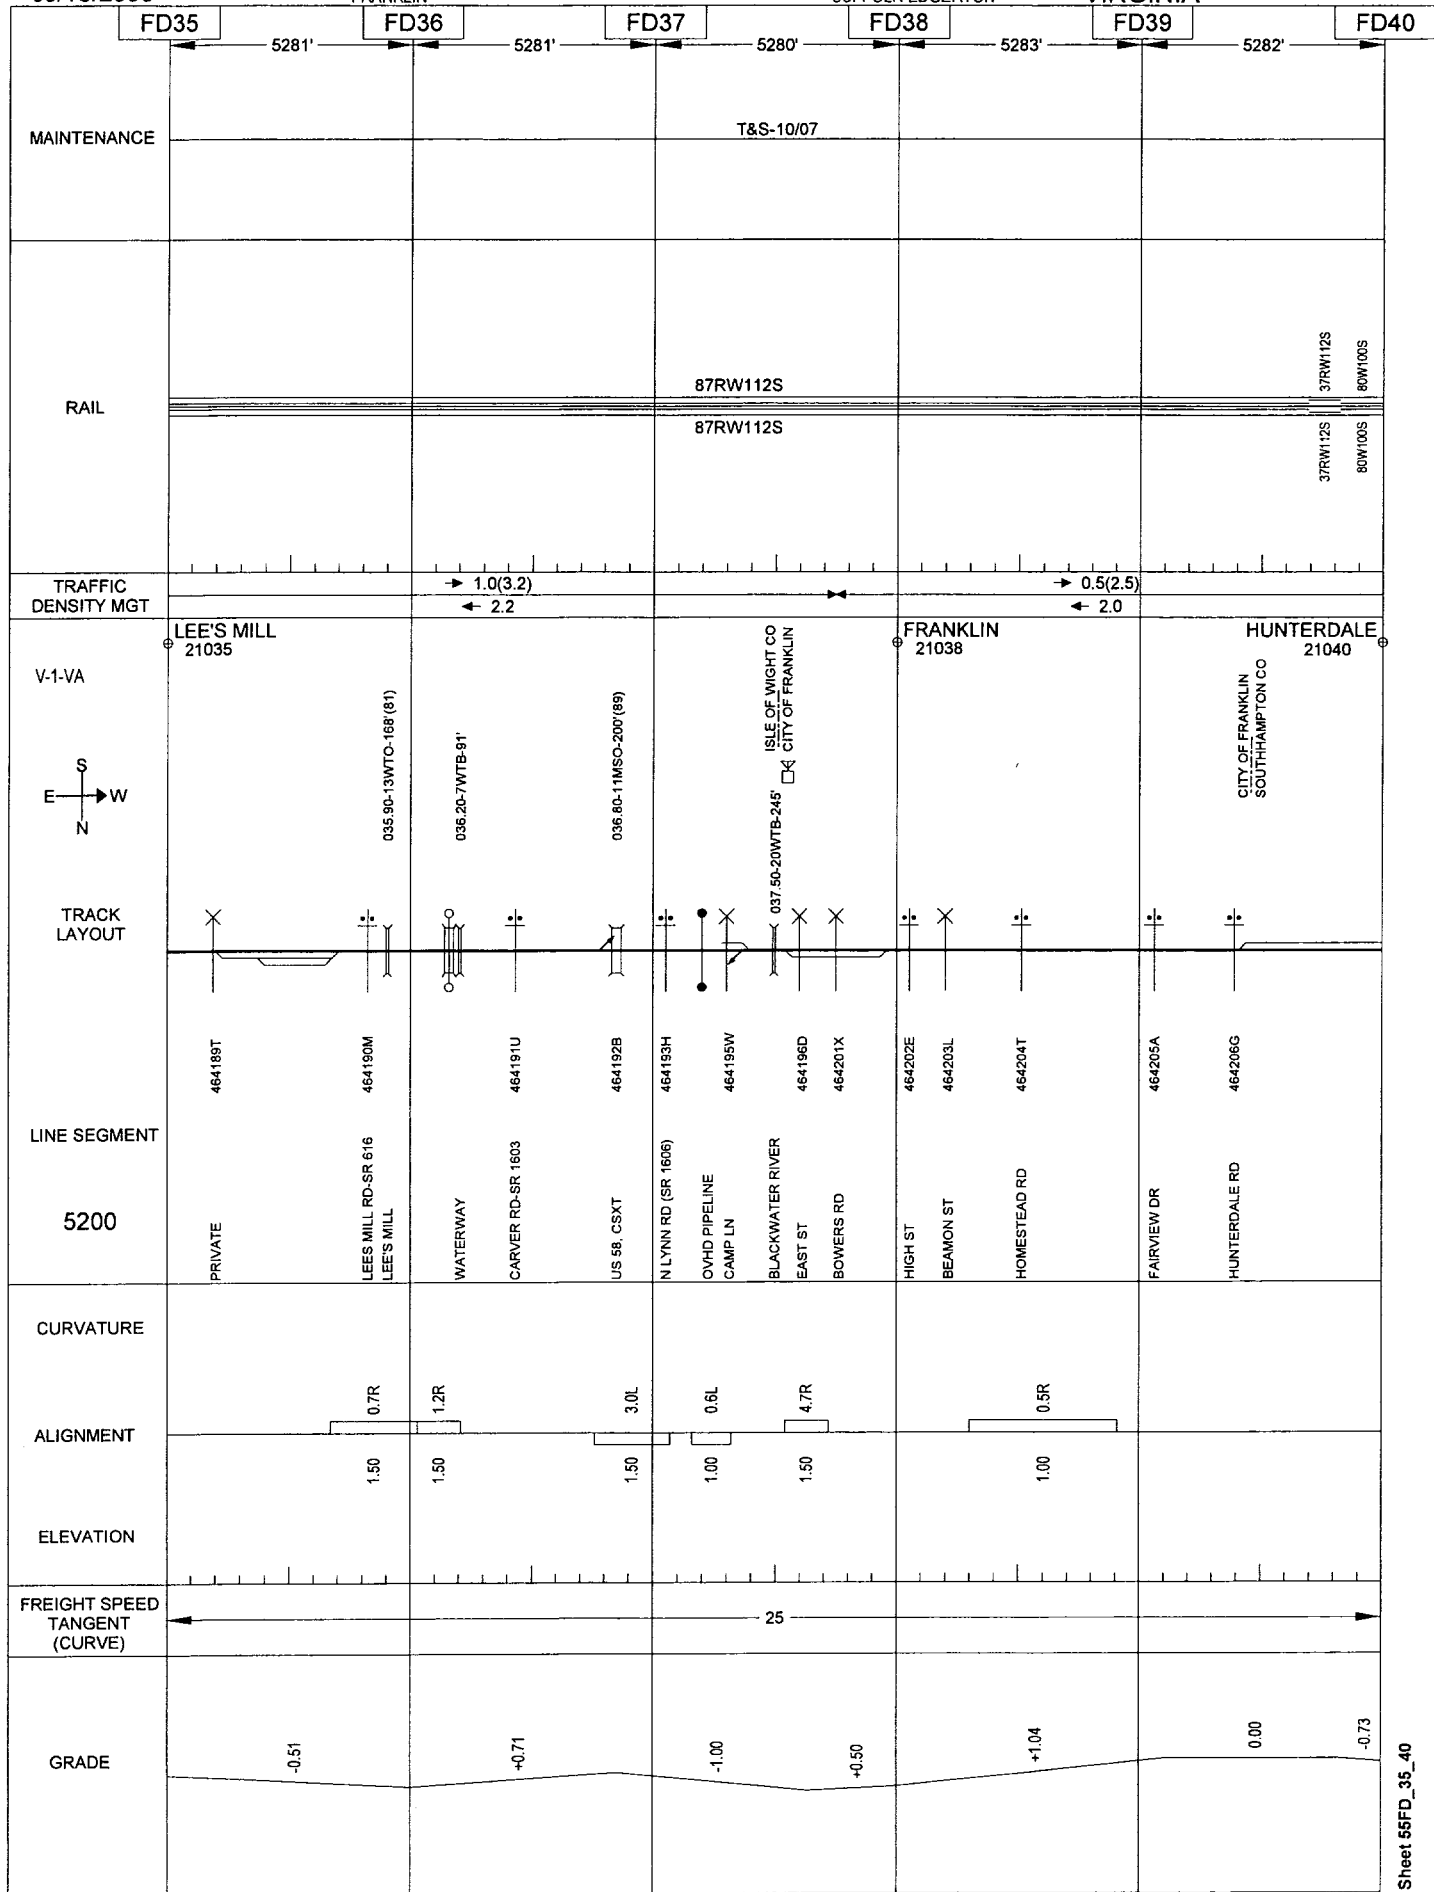 FRANKLIN
VIRGINIA
FD35 FD36 FD37 FD38 FD39 FD40
5281' 5281' 5280' 5283' 5282'
MAINTENANCE
T&S-10/07
RAIL
87RW112S
87RW112S
37RW112S
80W100S
37RW112S
80W100S
TRAFFIC
DENSITY MGT
1.0(3.2)
2.2
0.5(2.5)
2.0
LEE'S MILL
21035
FRANKLIN
21038
HUNTERDALE
21040
V-1-VA
S
E W
N
035.90-13WTO-168'(81)
036.20-7WTB-91'
036.80-11MSO-200'(89)
037.50-20WTB-245'
ISLE OF WIGHT CO
CITY OF FRANKLIN
CITY OF FRANKLIN
SOUTHHAMPTON CO
TRACK
LAYOUT
464189T
464190M
464191U
464192B
464193H
464195W
464196D
464201X
464202E
464203L
464204T
464205A
464206G
LINE SEGMENT
5200
PRIVATE
LEES MILL RD-SR 616
LEE'S MILL
WATERWAY
CARVER RD-SR 1603
US 58, CSXT
N LYNN RD (SR 1606)
OVHD PIPELINE
CAMP LN
BLACKWATER RIVER
EAST ST
BOWERS RD
HIGH ST
BEAMON ST
HOMESTEAD RD
FAIRVIEW DR
HUNTERDALE RD
CURVATURE
0.7R
1.2R
3.0L
0.6L
4.7R
0.5R
ALIGNMENT
1.50
1.50
1.50
1.00
1.50
1.00
ELEVATION
FREIGHT SPEED
TANGENT
(CURVE)
25
GRADE
-0.51
+0.71
-1.00
+0.50
+1.04
0.00
-0.73
Sheet 55FD_35_40